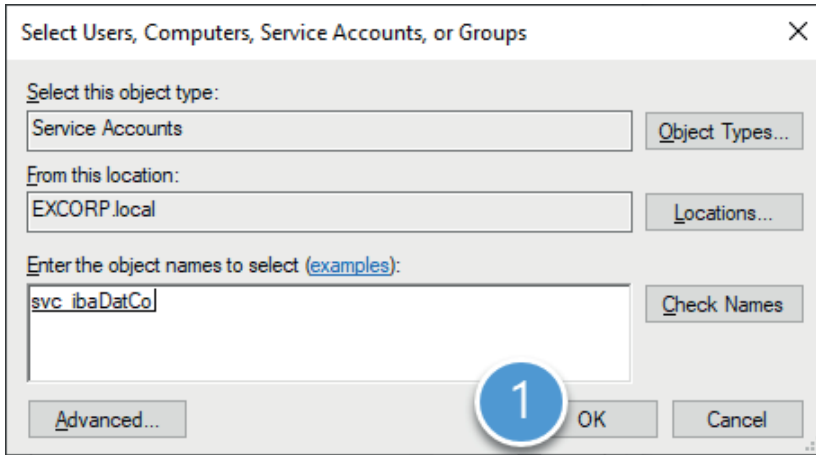 Select Users, Computers, Service Accounts, or Groups
Select this object type:
Service Accounts
Object Types...
From this location:
EXCORP.local
Locations...
Enter the object names to select (examples):
svc_ibaDatCo
Check Names
Advanced...
1
OK
Cancel